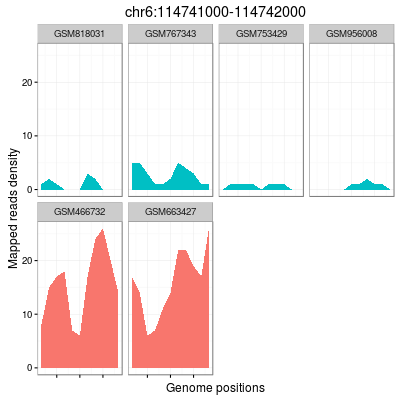 chr6:114741000-114742000
GSM818031 GSM767343 GSM753429 GSM956008
20
10
0
GSM466732 GSM663427
20
10
0
Mapped reads density
Genome positions